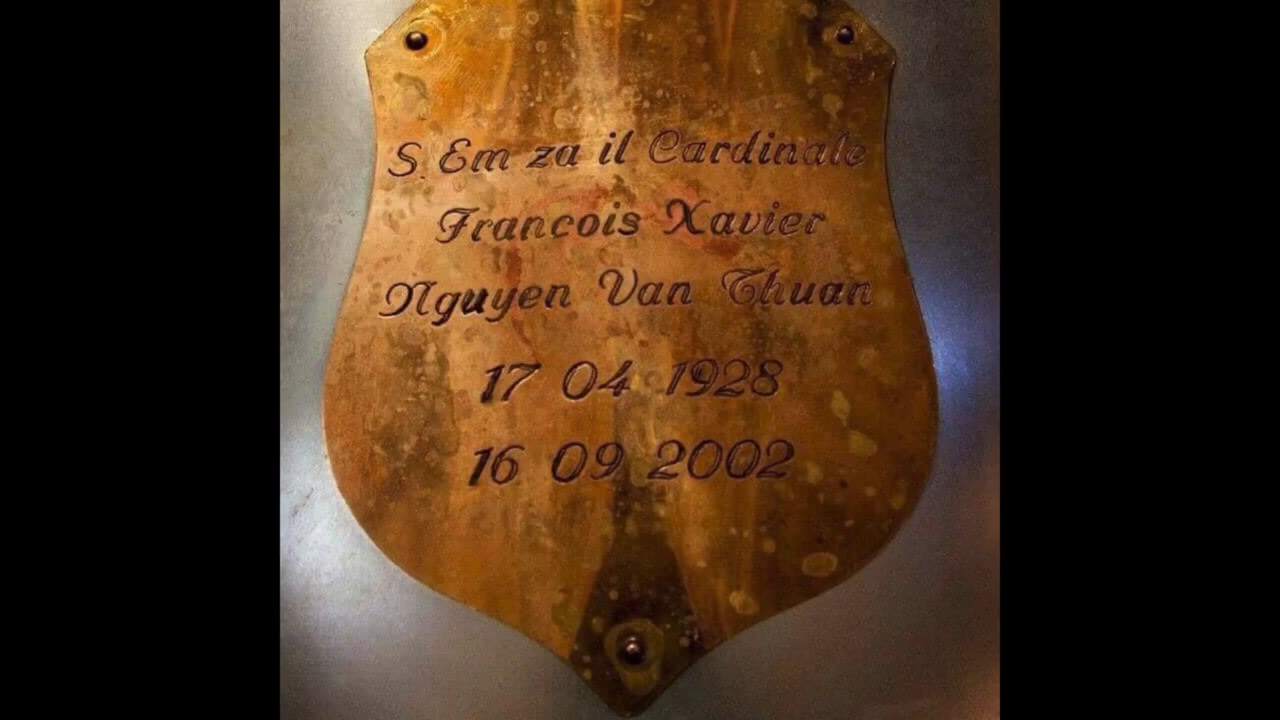 S. Em za il Cardinale
Francois Xavier
Nguyen Van Thuan
17 04 1928
16 09 2002